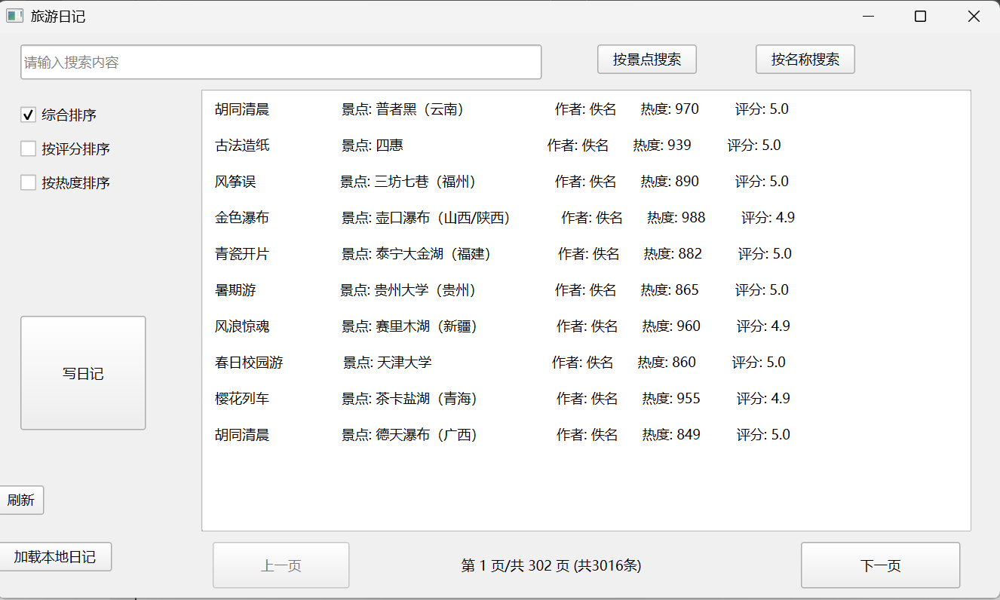 旅游日记
请输入搜索内容 按景点搜索 按名称搜索
综合排序
按评分排序
按热度排序
写日记
刷新
加载本地日记
胡同清晨 景点: 普者黑（云南） 作者: 佚名 热度: 970 评分: 5.0
古法造纸 景点: 四惠 作者: 佚名 热度: 939 评分: 5.0
风筝误 景点: 三坊七巷（福州） 作者: 佚名 热度: 890 评分: 5.0
金色瀑布 景点: 壶口瀑布（山西/陕西） 作者: 佚名 热度: 988 评分: 4.9
青瓷开片 景点: 泰宁大金湖（福建） 作者: 佚名 热度: 882 评分: 5.0
暑期游 景点: 贵州大学（贵州） 作者: 佚名 热度: 865 评分: 5.0
风浪惊魂 景点: 赛里木湖（新疆） 作者: 佚名 热度: 960 评分: 4.9
春日校园游 景点: 天津大学 作者: 佚名 热度: 860 评分: 5.0
樱花列车 景点: 茶卡盐湖（青海） 作者: 佚名 热度: 955 评分: 4.9
胡同清晨 景点: 德天瀑布（广西） 作者: 佚名 热度: 849 评分: 5.0
上一页 第 1 页/共 302 页 (共3016条) 下一页